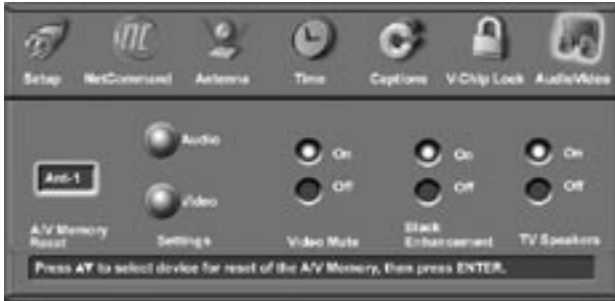 Setup NetCommand Antenna Time Captions V-Chip Lock Audio/Video
Audio
On On On
Ant-1
Video
Off Off Off
A/V Memory
Reset
Settings
Video Mute
Black
Enhancement
TV Speakers
Press ▲▼ to select device for reset of the A/V Memory, then press ENTER.